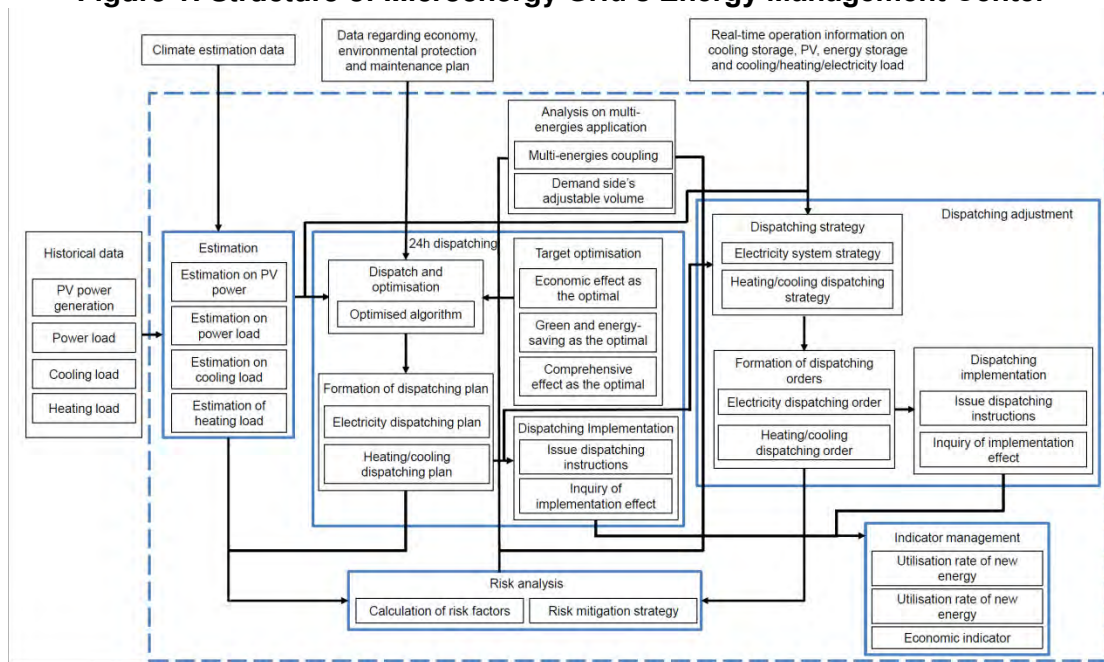 Figure 1: Structure of Microenergy Grid's Energy Management Center
Climate estimation data
Data regarding economy,
environmental protection
and maintenance plan
Real-time operation information on
cooling storage, PV, energy storage
and cooling/heating/electricity load
Analysis on multi-
energies application
Multi-energies coupling
Demand side's
adjustable volume
Historical data
PV power
generation
Power load
Cooling load
Heating load
Estimation
Estimation on PV
power
Estimation on
power load
Estimation on
cooling load
Estimation of
heating load
24h dispatching
Dispatch and
optimisation
Optimised algorithm
Target optimisation
Economic effect as
the optimal
Green and energy-
saving as the optimal
Comprehensive
effect as the optimal
Formation of dispatching plan
Electricity dispatching plan
Heating/cooling
dispatching plan
Dispatching Implementation
Issue dispatching
instructions
Inquiry of
implementation effect
Dispatching adjustment
Dispatching strategy
Electricity system strategy
Heating/cooling dispatching
strategy
Formation of dispatching
orders
Electricity dispatching order
Heating/cooling
dispatching order
Dispatching
implementation
Issue dispatching
instructions
Inquiry of implementation
effect
Risk analysis
Calculation of risk factors
Risk mitigation strategy
Indicator management
Utilisation rate of new
energy
Utilisation rate of new
energy
Economic indicator